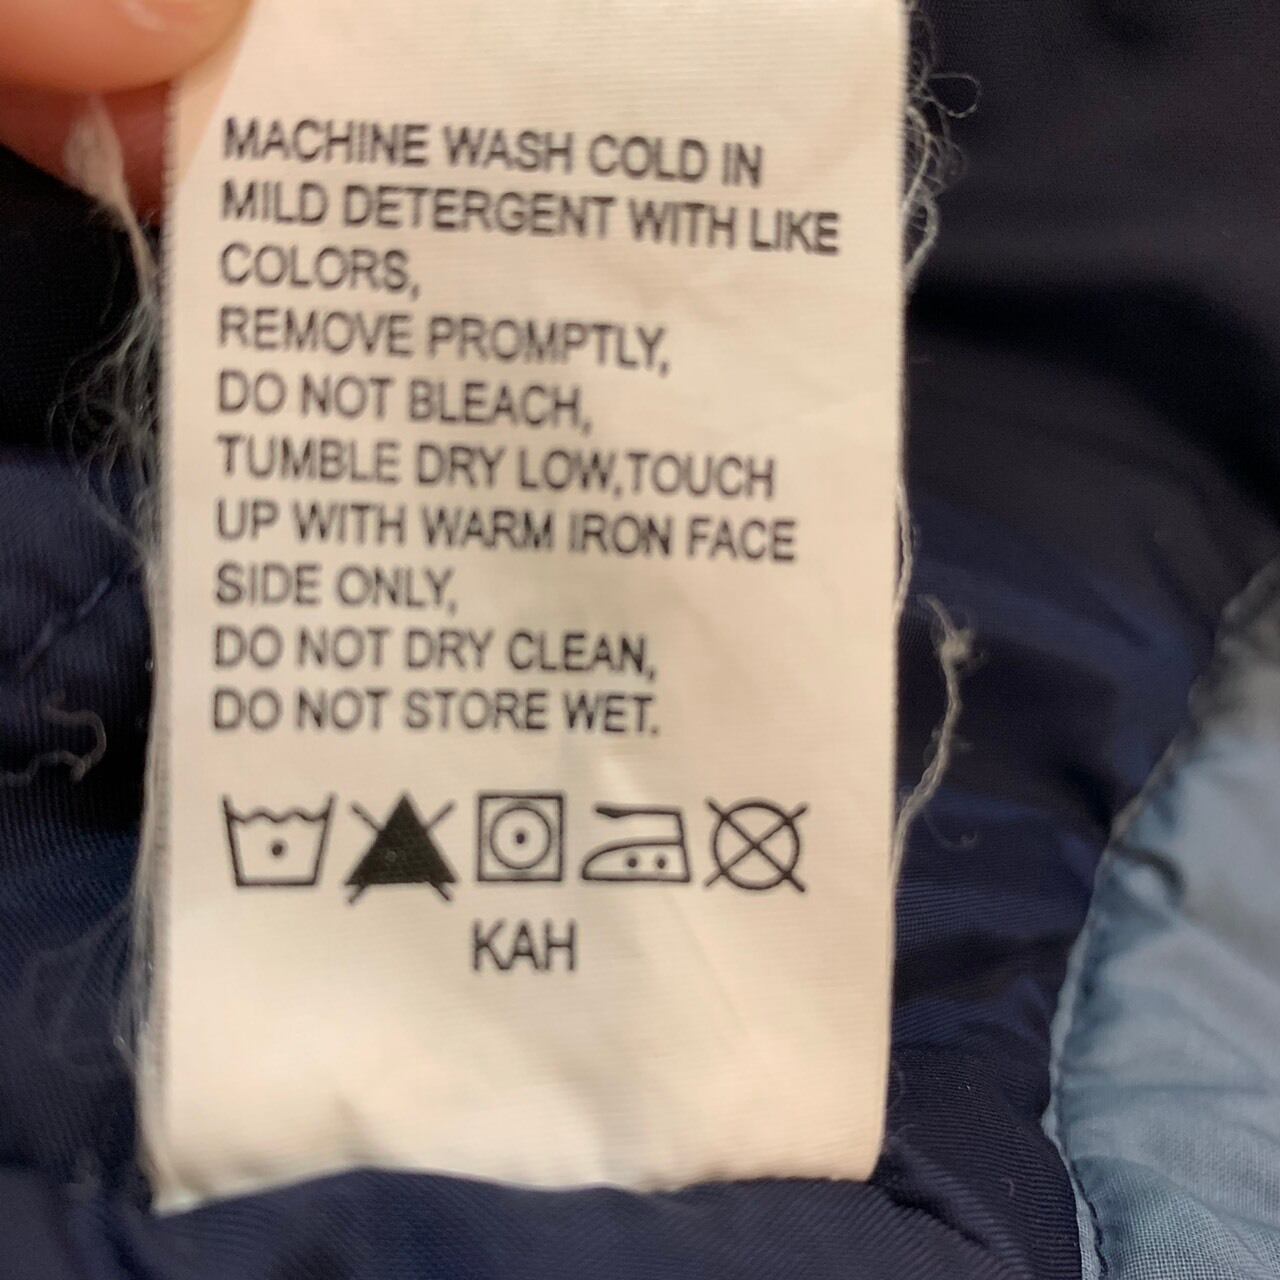 MACHINE WASH COLD IN
MILD DETERGENT WITH LIKE
COLORS,
REMOVE PROMPTLY,
DO NOT BLEACH,
TUMBLE DRY LOW,TOUCH
UP WITH WARM IRON FACE
SIDE ONLY,
DO NOT DRY CLEAN,
DO NOT STORE WET.
KAH